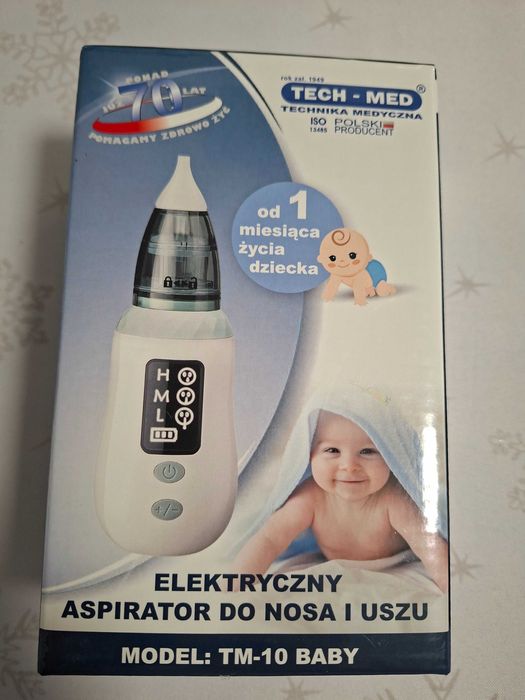 JUŻ PONAD 70 LAT
POMAGAMY ZDROWO ŻYĆ
rok zał. 1949
TECH - MED®
TECHNIKA MEDYCZNA
ISO 13485
POLSKI PRODUCENT
od 1
miesiąca
życia
dziecka
H
M
L
+/-
ELEKTRYCZNY
ASPIRATOR DO NOSA I USZU
MODEL: TM-10 BABY